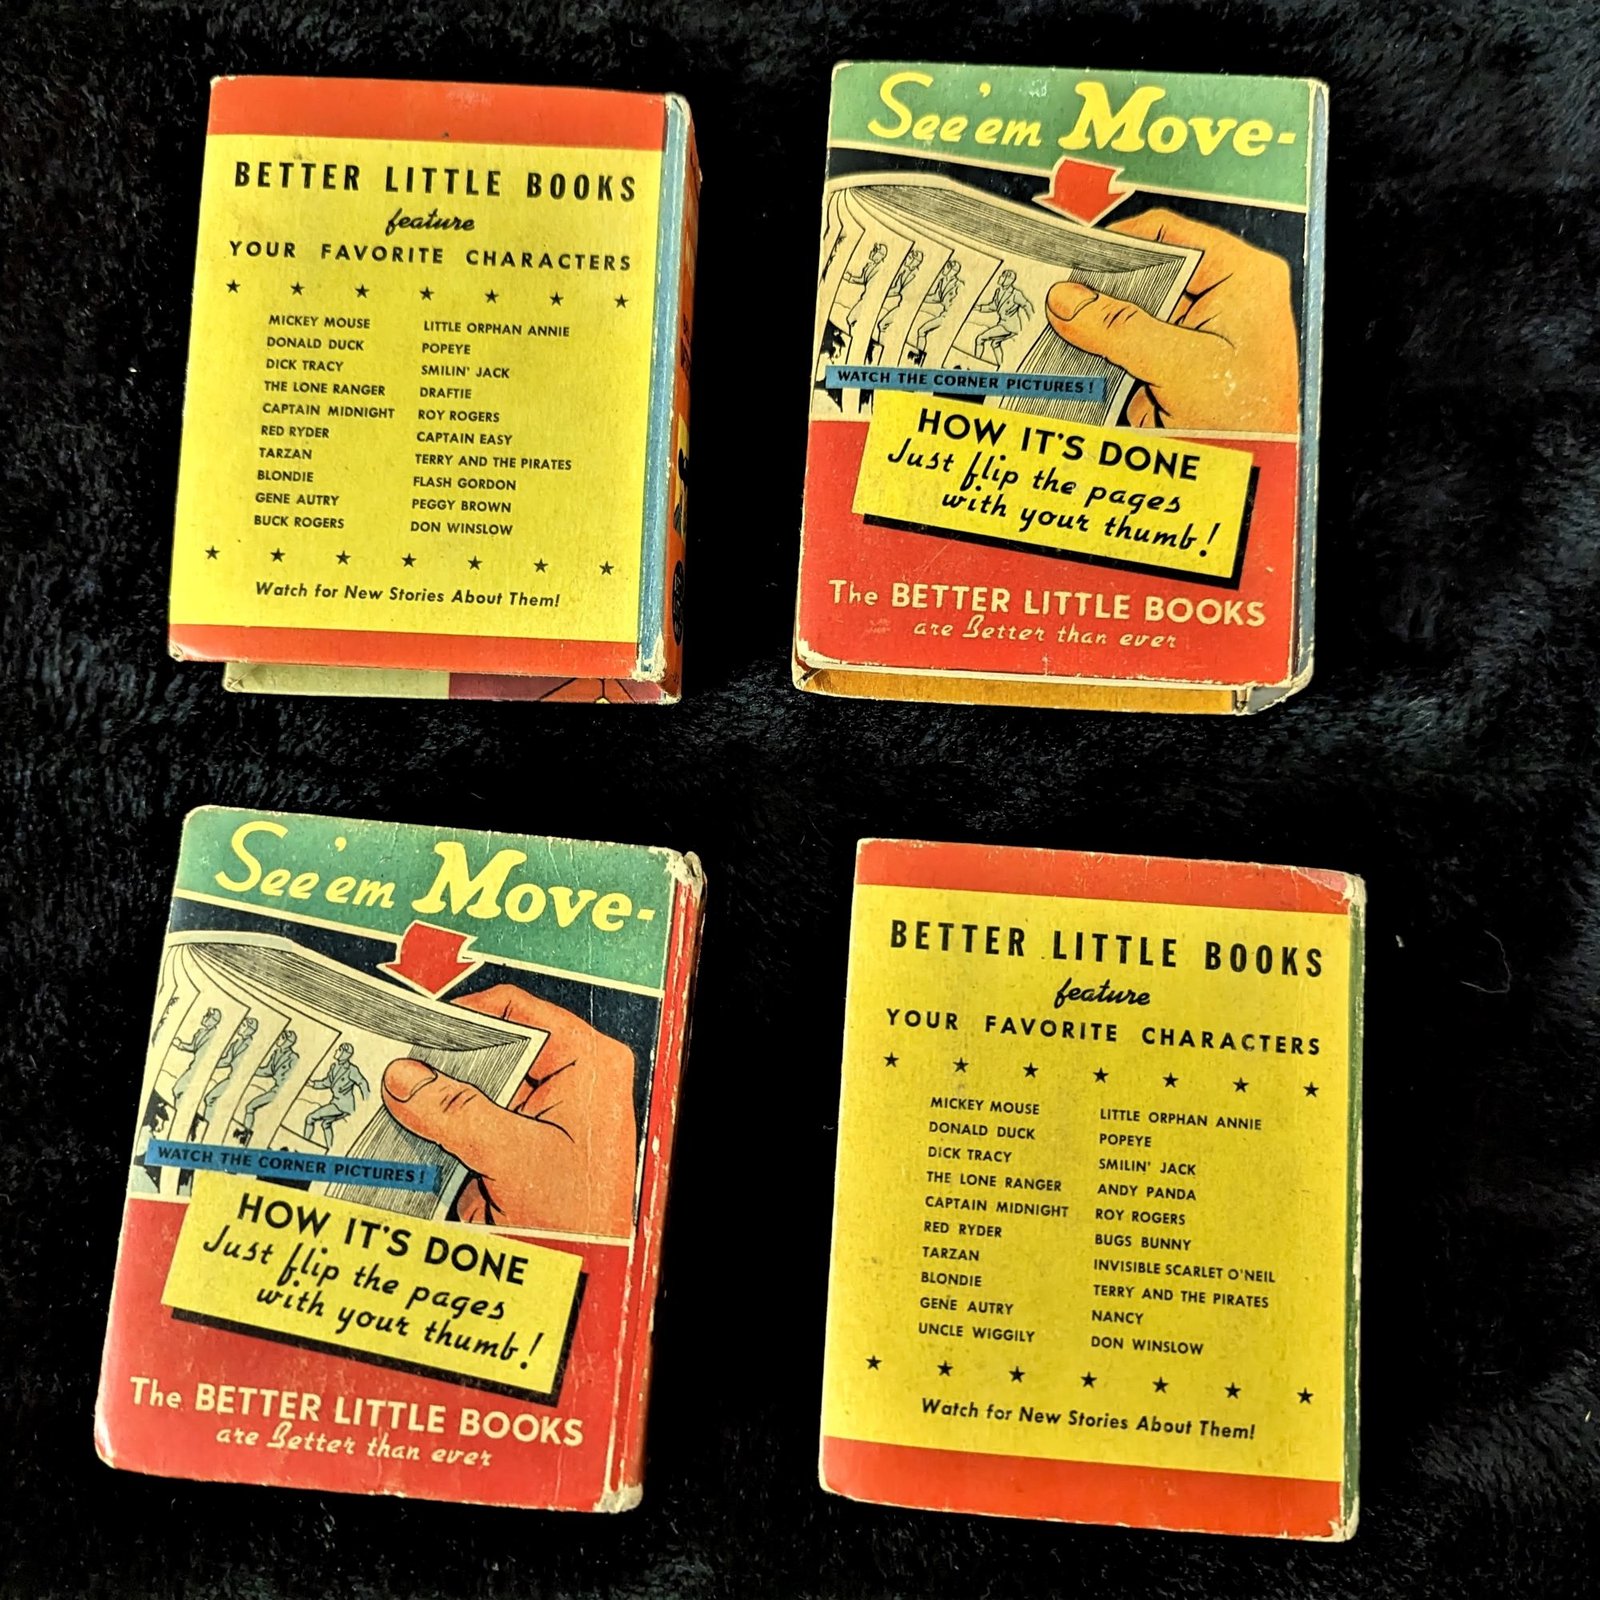 BETTER LITTLE BOOKS
feature
YOUR FAVORITE CHARACTERS
MICKEY MOUSE
DONALD DUCK
DICK TRACY
THE LONE RANGER
CAPTAIN MIDNIGHT
RED RYDER
TARZAN
BLONDIE
GENE AUTRY
BUCK ROGERS
LITTLE ORPHAN ANNIE
POPEYE
SMILIN' JACK
DRAFTIE
ROY ROGERS
CAPTAIN EASY
TERRY AND THE PIRATES
FLASH GORDON
PEGGY BROWN
DON WINSLOW
Watch for New Stories About Them!
See 'em Move-
WATCH THE CORNER PICTURES!
HOW IT'S DONE
Just flip the pages
with your thumb!
The BETTER LITTLE BOOKS
are Better than ever
See 'em Move-
WATCH THE CORNER PICTURES!
HOW IT'S DONE
Just flip the pages
with your thumb!
The BETTER LITTLE BOOKS
are Better than ever
BETTER LITTLE BOOKS
feature
YOUR FAVORITE CHARACTERS
MICKEY MOUSE
DONALD DUCK
DICK TRACY
THE LONE RANGER
CAPTAIN MIDNIGHT
RED RYDER
TARZAN
BLONDIE
GENE AUTRY
UNCLE WIGGILY
LITTLE ORPHAN ANNIE
POPEYE
SMILIN' JACK
ANDY PANDA
ROY ROGERS
BUGS BUNNY
INVISIBLE SCARLET O'NEIL
TERRY AND THE PIRATES
NANCY
DON WINSLOW
Watch for New Stories About Them!